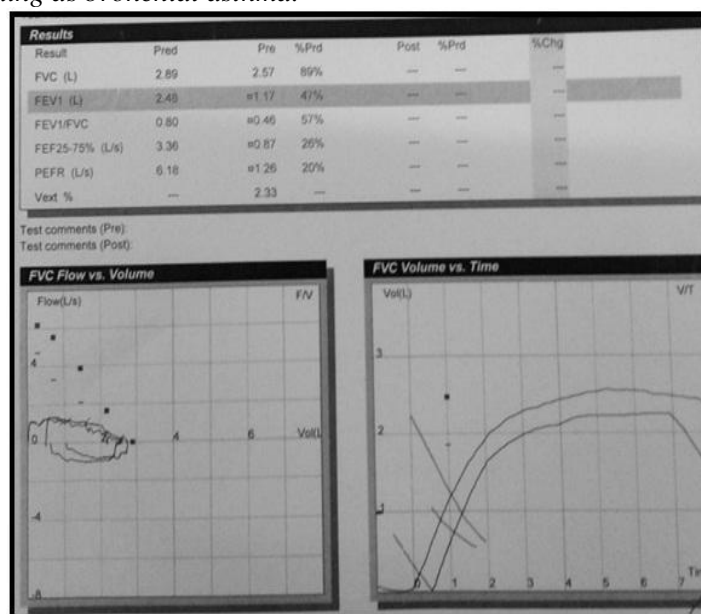 ing as bronchial asthma.
Results
Result Pred Pre %Prd Post %Prd %Chg
FVC (L) 2.89 2.57 89% --- --- ---
FEV1 (L) 2.48 ¤1.17 47% --- --- ---
FEV1/FVC 0.80 ¤0.46 57% --- --- ---
FEF25-75% (L/s) 3.36 ¤0.87 26% --- --- ---
PEFR (L/s) 6.18 ¤1.26 20% --- --- ---
Vext % --- 2.33 --- --- --- ---
Test comments (Pre):
Test comments (Post):
FVC Flow vs. Volume
Flow(L/s) F/V
4
0 2 4 6 Vol(L
-4
-8
FVC Volume vs. Time
Vol(L) V/T
3
2
1
0 1 2 3 4 5 6 7 Tim